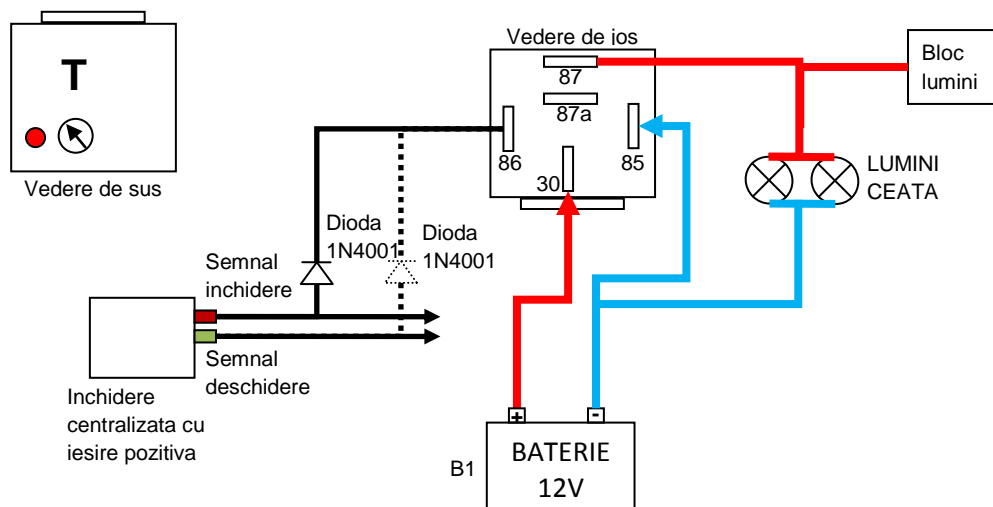 T
Vedere de sus
Vedere de jos
87
87a
86
85
30
Bloc
lumini
LUMINI
CEATA
Dioda
1N4001
Dioda
1N4001
Semnal
inchidere
Semnal
deschidere
Inchidere
centralizata cu
iesire pozitiva
+
-
B1
BATERIE
12V